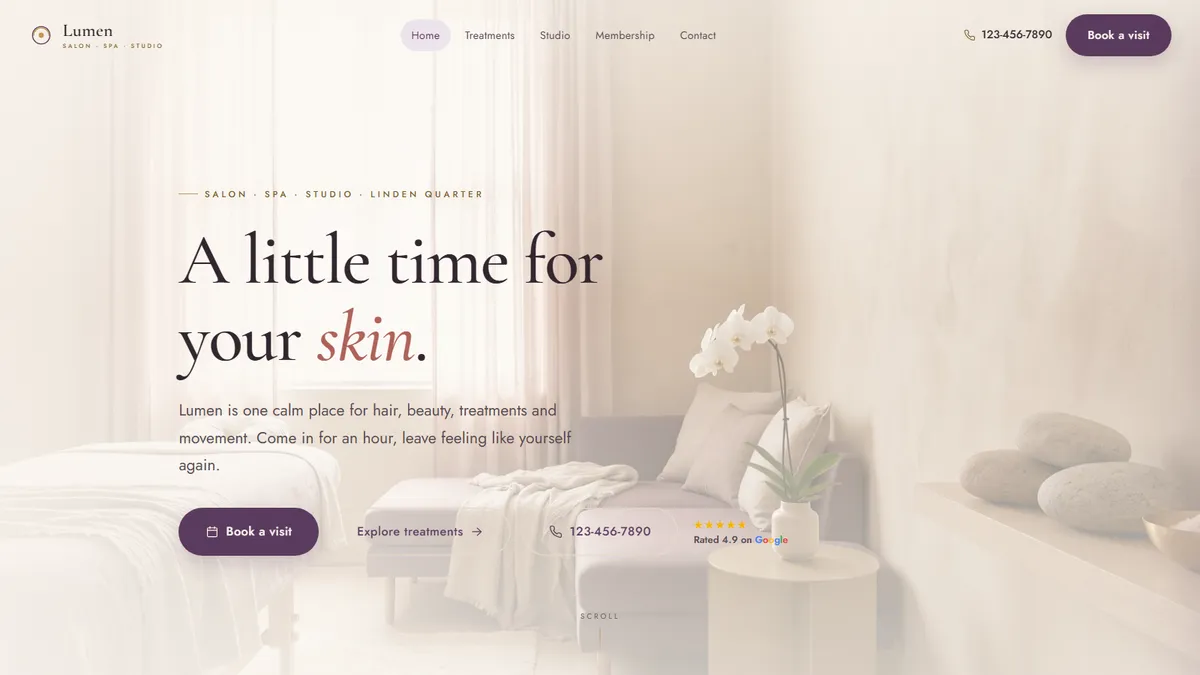 Lumen
SALON · SPA · STUDIO
Home
Treatments
Studio
Membership
Contact
123-456-7890
Book a visit
SALON · SPA · STUDIO · LINDEN QUARTER
A little time for
your skin.
Lumen is one calm place for hair, beauty, treatments and
movement. Come in for an hour, leave feeling like yourself
again.
Book a visit
Explore treatments →
123-456-7890
★★★★★
Rated 4.9 on Google
SCROLL